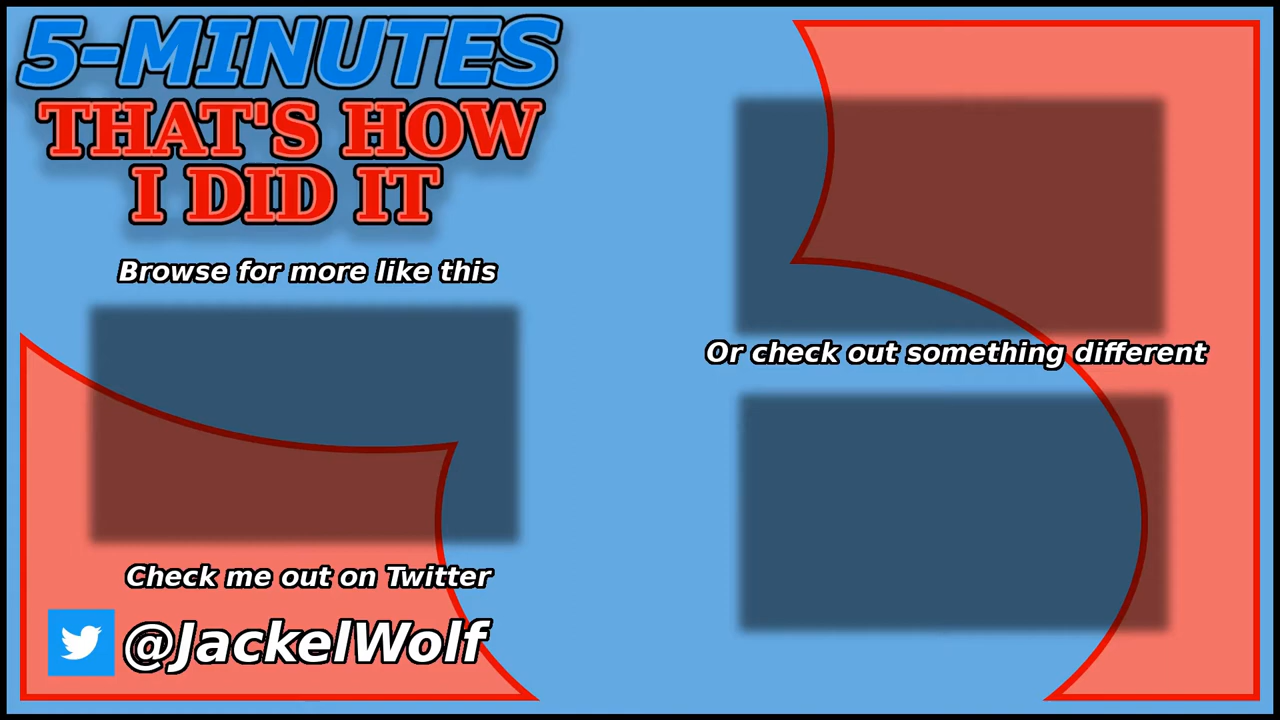 5-MINUTES
THAT'S HOW
I DID IT
Browse for more like this
Check me out on Twitter
@JackelWolf
Or check out something different